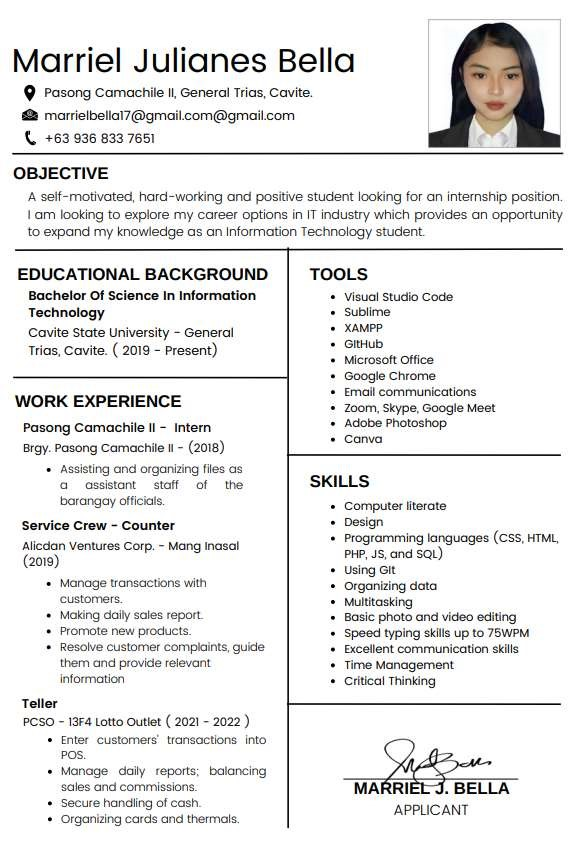 Marriel Julianes Bella
Pasong Camachile II, General Trias, Cavite.
marrielbella17@gmail.com@gmail.com
+63 936 833 7651
OBJECTIVE
A self-motivated, hard-working and positive student looking for an internship position.
I am looking to explore my career options in IT industry which provides an opportunity
to expand my knowledge as an Information Technology student.
EDUCATIONAL BACKGROUND
Bachelor Of Science In Information
Technology
Cavite State University - General
Trias, Cavite. ( 2019 - Present)
WORK EXPERIENCE
Pasong Camachile II - Intern
Brgy. Pasong Camachile II - (2018)
• Assisting and organizing files as
a assistant staff of the
barangay officials.
Service Crew - Counter
Alicdan Ventures Corp. - Mang Inasal
(2019)
• Manage transactions with
customers.
• Making daily sales report.
• Promote new products.
• Resolve customer complaints, guide
them and provide relevant
information
Teller
PCSO - 13F4 Lotto Outlet ( 2021 - 2022 )
• Enter customers' transactions into
POS.
• Manage daily reports; balancing
sales and commissions.
• Secure handling of cash.
• Organizing cards and thermals.
TOOLS
• Visual Studio Code
• Sublime
• XAMPP
• GItHub
• Microsoft Office
• Google Chrome
• Email communications
• Zoom, Skype, Google Meet
• Adobe Photoshop
• Canva
SKILLS
• Computer literate
• Design
• Programming languages (CSS, HTML,
PHP, JS, and SQL)
• Using GIt
• Organizing data
• Multitasking
• Basic photo and video editing
• Speed typing skills up to 75WPM
• Excellent communication skills
• Time Management
• Critical Thinking
MARRIEL J. BELLA
APPLICANT